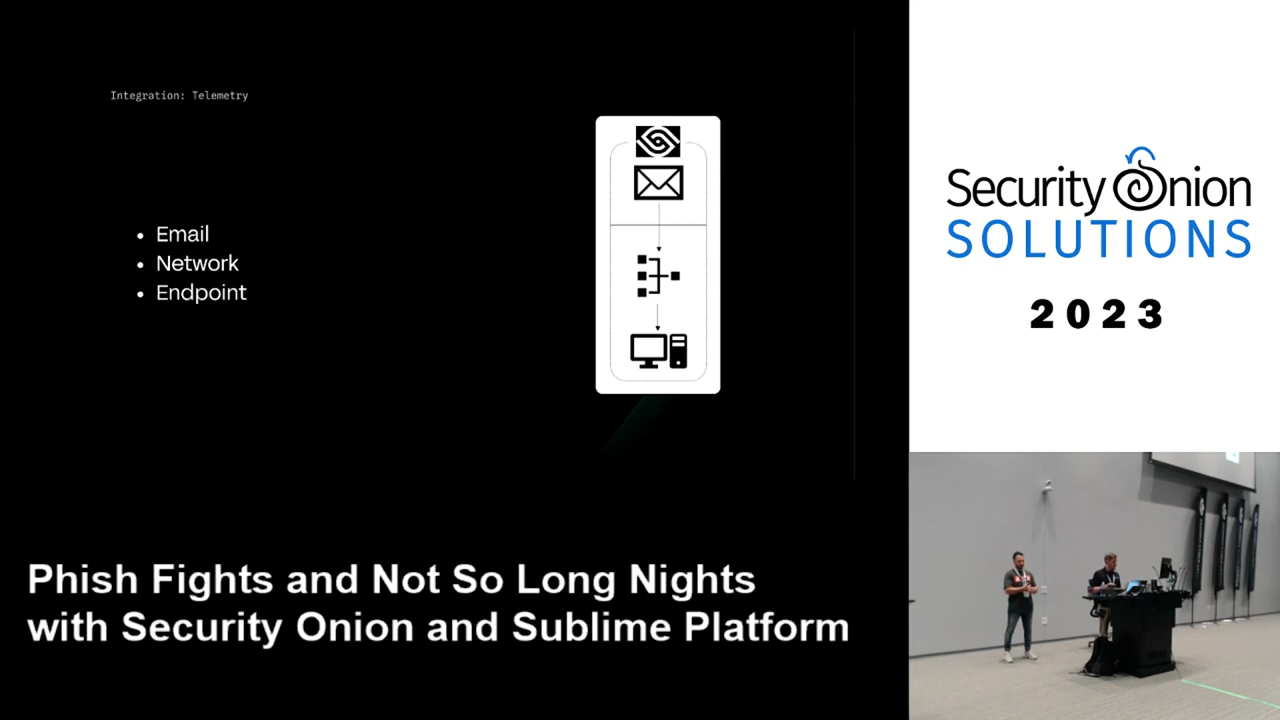 Integration: Telemetry
• Email
• Network
• Endpoint
Phish Fights and Not So Long Nights
with Security Onion and Sublime Platform
Security Onion
SOLUTIONS
2023